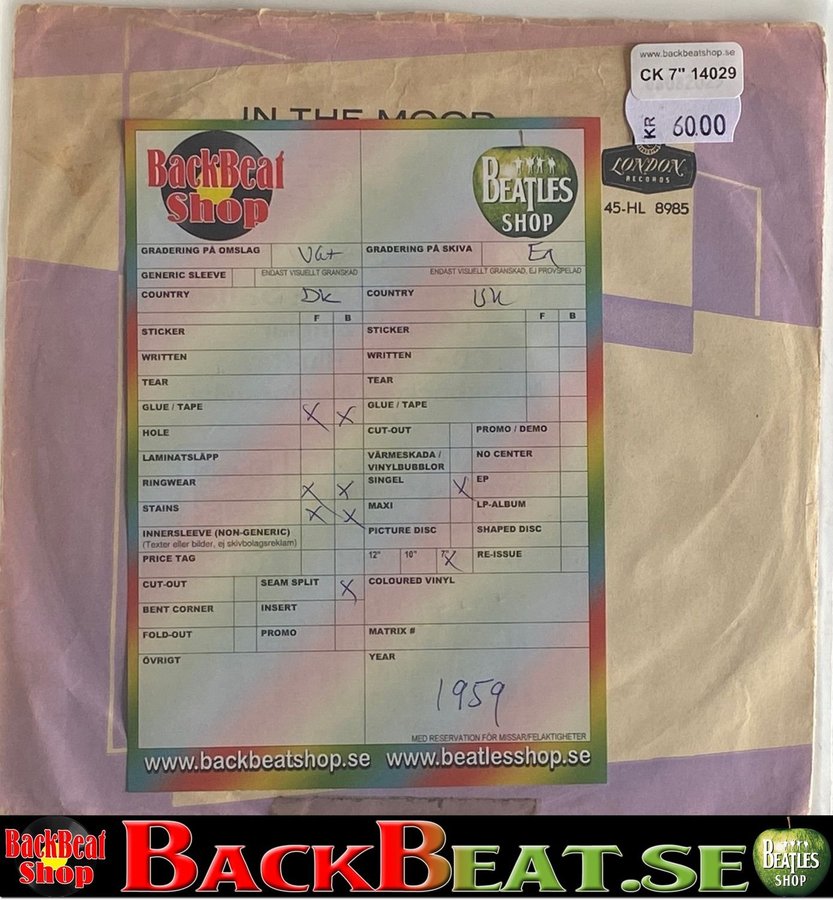 www.backbeatshop.se
CK 7" 14029
KR 60.00
IN THE MOOD
LONDON
RECORDS
45-HL 8985
BACKBEAT
SHOP
BEATLES
SHOP
GRADERING PÅ OMSLAG VG+ GRADERING PÅ SKIVA EX
GENERIC SLEEVE ENDAST VISUELLT GRANSKAD ENDAST VISUELLT GRANSKAD, EJ PROVSPELAD
COUNTRY DK COUNTRY UK
F B F B
STICKER STICKER
WRITTEN WRITTEN
TEAR TEAR
GLUE / TAPE X X GLUE / TAPE
HOLE CUT-OUT PROMO / DEMO
LAMINATSLÄPP VÄRMESKADA / VINYLBUBBLOR NO CENTER
RINGWEAR X X SINGEL X EP
STAINS X X MAXI LP-ALBUM
INNERSLEEVE (NON-GENERIC) PICTURE DISC SHAPED DISC
(Texter eller bilder, ej skivbolagsreklam)
PRICE TAG 12" 10" 7" X RE-ISSUE
CUT-OUT SEAM SPLIT X COLOURED VINYL
BENT CORNER INSERT
FOLD-OUT PROMO MATRIX #
ÖVRIGT YEAR
1959
MED RESERVATION FÖR MISSAR/FELAKTIGHETER
www.backbeatshop.se www.beatlesshop.se
BACKBEAT
SHOP
BACKBEAT.SE
BEATLES
SHOP